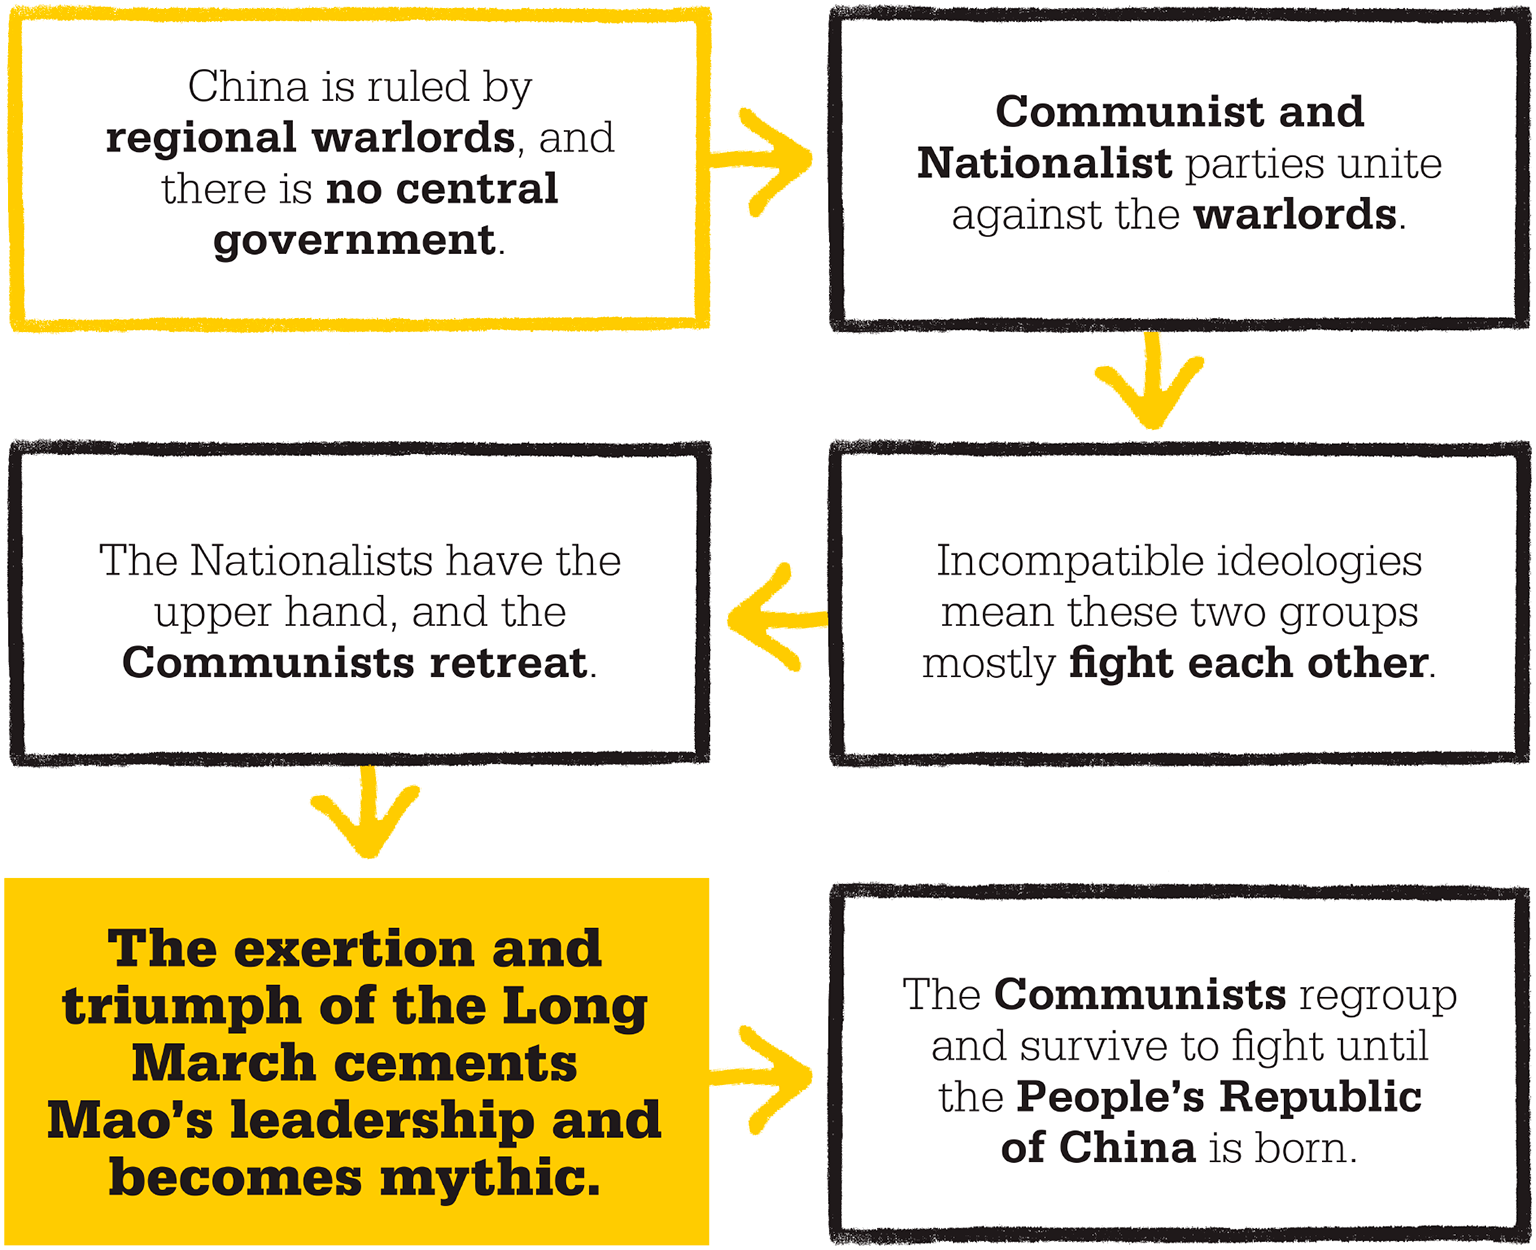 China is ruled by
regional warlords, and
there is no central
government.
Communist and
Nationalist parties unite
against the warlords.
Incompatible ideologies
mean these two groups
mostly fight each other.
The Nationalists have the
upper hand, and the
Communists retreat.
The exertion and
triumph of the Long
March cements
Mao’s leadership and
becomes mythic.
The Communists regroup
and survive to fight until
the People’s Republic
of China is born.